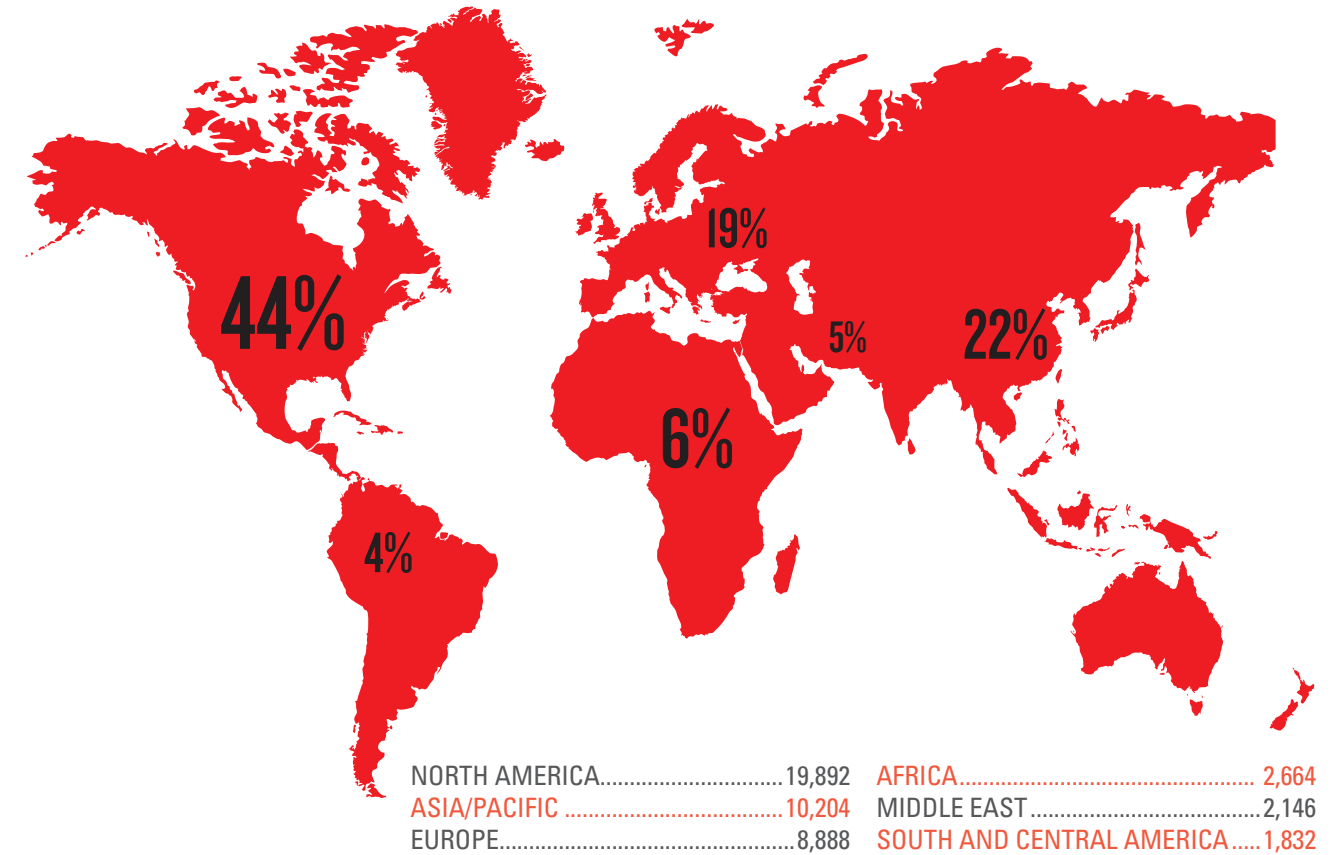 19%
44%
5%
22%
6%
4%
NORTH AMERICA..........................19,892
ASIA/PACIFIC ...............................10,204
EUROPE.........................................8,888
AFRICA......................................... 2,664
MIDDLE EAST................................2,146
SOUTH AND CENTRAL AMERICA.....1,832